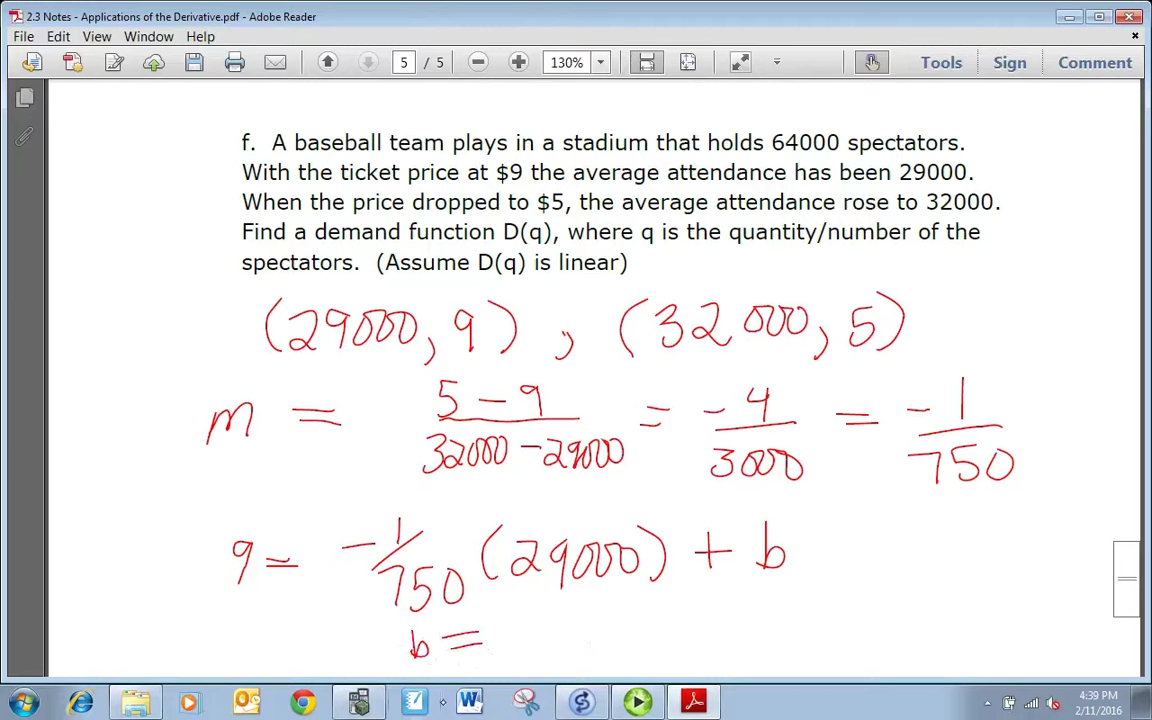 2.3 Notes - Applications of the Derivative.pdf - Adobe Reader
File Edit View Window Help
5 / 5 130% Tools Sign Comment
f. A baseball team plays in a stadium that holds 64000 spectators.
With the ticket price at $9 the average attendance has been 29000.
When the price dropped to $5, the average attendance rose to 32000.
Find a demand function D(q), where q is the quantity/number of the
spectators. (Assume D(q) is linear)
(29000, 9) , (32000, 5)
m = (5 - 9)/(32000 - 29000) = -4/3000 = -1/750
9 = -1/750 (29000) + b
b =
4:39 PM
2/11/2016